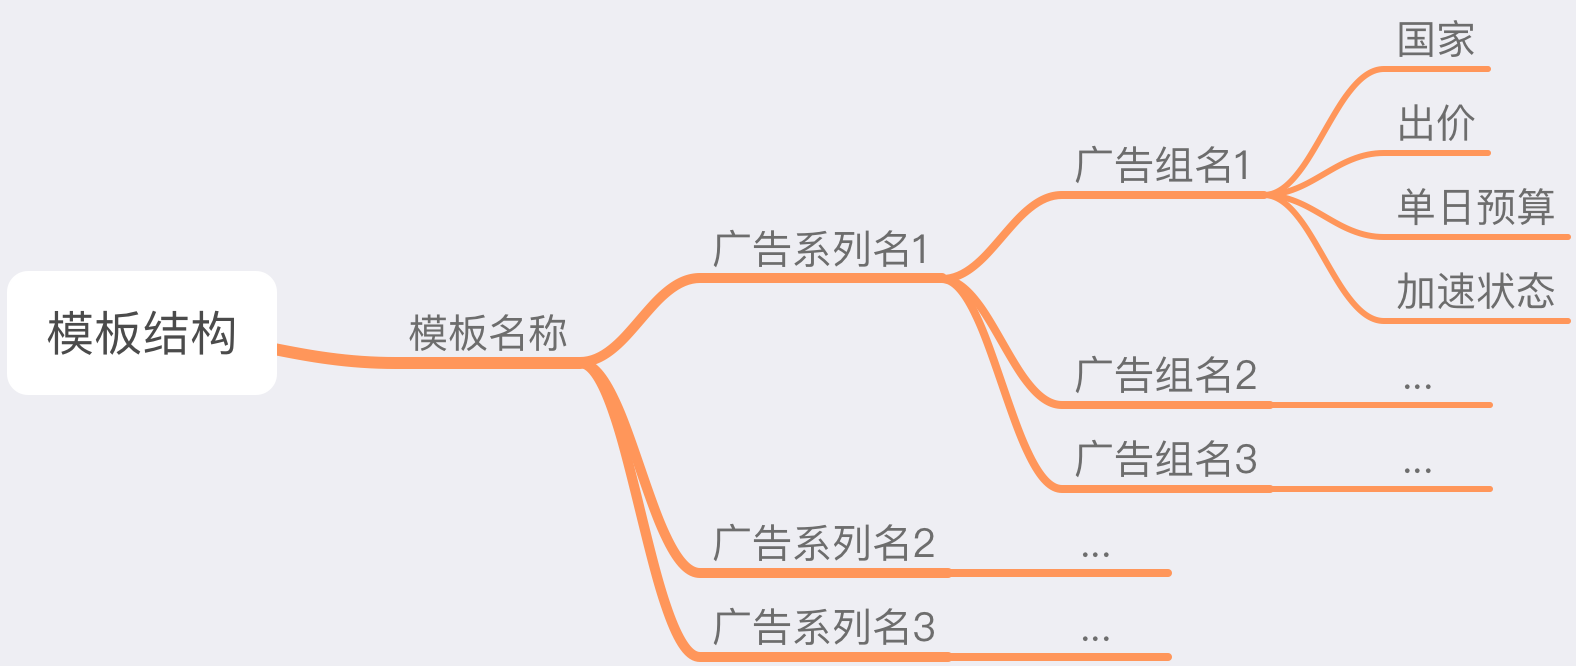 模板结构
模板名称
广告系列名1
广告组名1
国家
出价
单日预算
加速状态
广告组名2
...
广告组名3
...
广告系列名2
...
广告系列名3
...